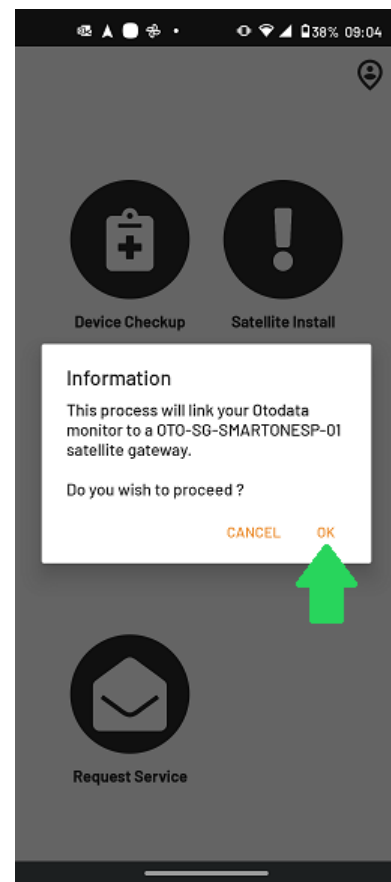 38% 09:04
Device Checkup
Satellite Install
Information
This process will link your Otodata
monitor to a OTO-SG-SMARTONESP-01
satellite gateway.
Do you wish to proceed ?
CANCEL OK
Request Service